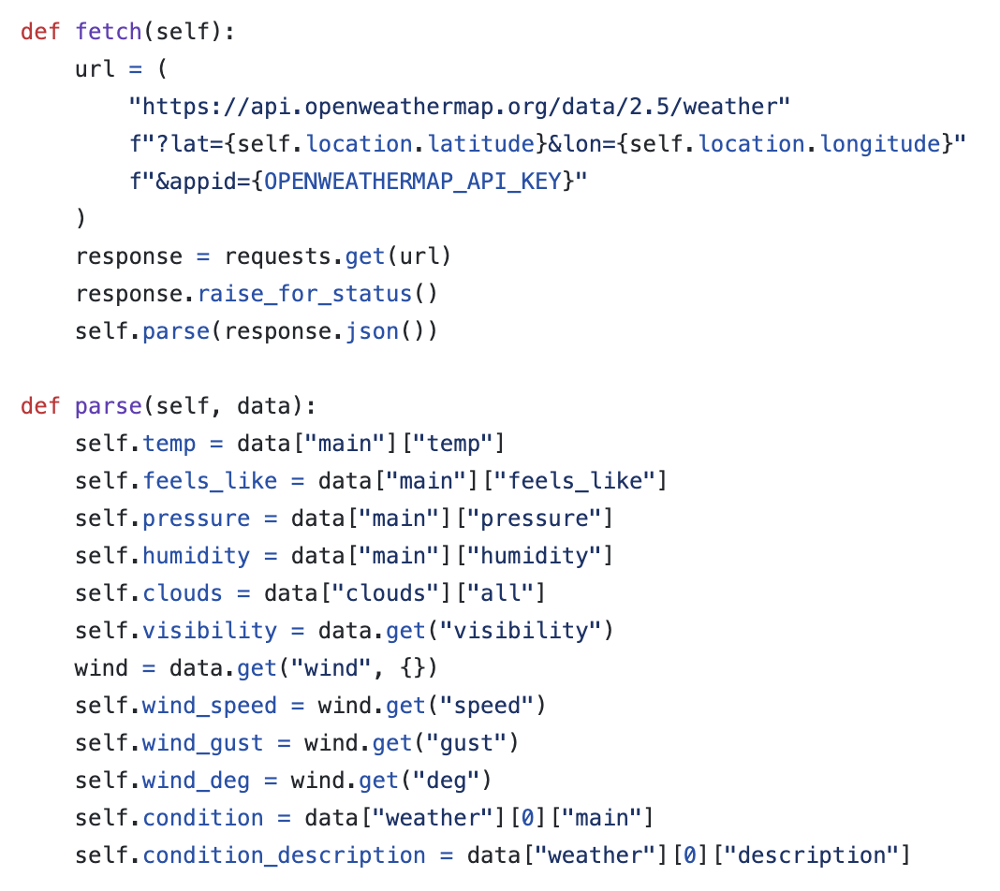 def fetch(self):
    url = (
        "https://api.openweathermap.org/data/2.5/weather"
        f"?lat={self.location.latitude}&lon={self.location.longitude}"
        f"&appid={OPENWEATHERMAP_API_KEY}"
    )
    response = requests.get(url)
    response.raise_for_status()
    self.parse(response.json())

def parse(self, data):
    self.temp = data["main"]["temp"]
    self.feels_like = data["main"]["feels_like"]
    self.pressure = data["main"]["pressure"]
    self.humidity = data["main"]["humidity"]
    self.clouds = data["clouds"]["all"]
    self.visibility = data.get("visibility")
    wind = data.get("wind", {})
    self.wind_speed = wind.get("speed")
    self.wind_gust = wind.get("gust")
    self.wind_deg = wind.get("deg")
    self.condition = data["weather"][0]["main"]
    self.condition_description = data["weather"][0]["description"]